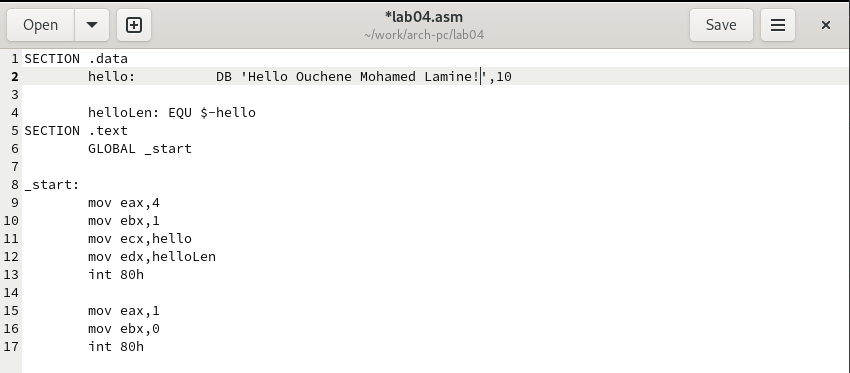 Open *lab04.asm Save
~/work/arch-pc/lab04
1 SECTION .data
2         hello:          DB 'Hello Ouchene Mohamed Lamine!',10
3
4         helloLen: EQU $-hello
5 SECTION .text
6         GLOBAL _start
7
8 _start:
9         mov eax,4
10         mov ebx,1
11         mov ecx,hello
12         mov edx,helloLen
13         int 80h
14
15         mov eax,1
16         mov ebx,0
17         int 80h